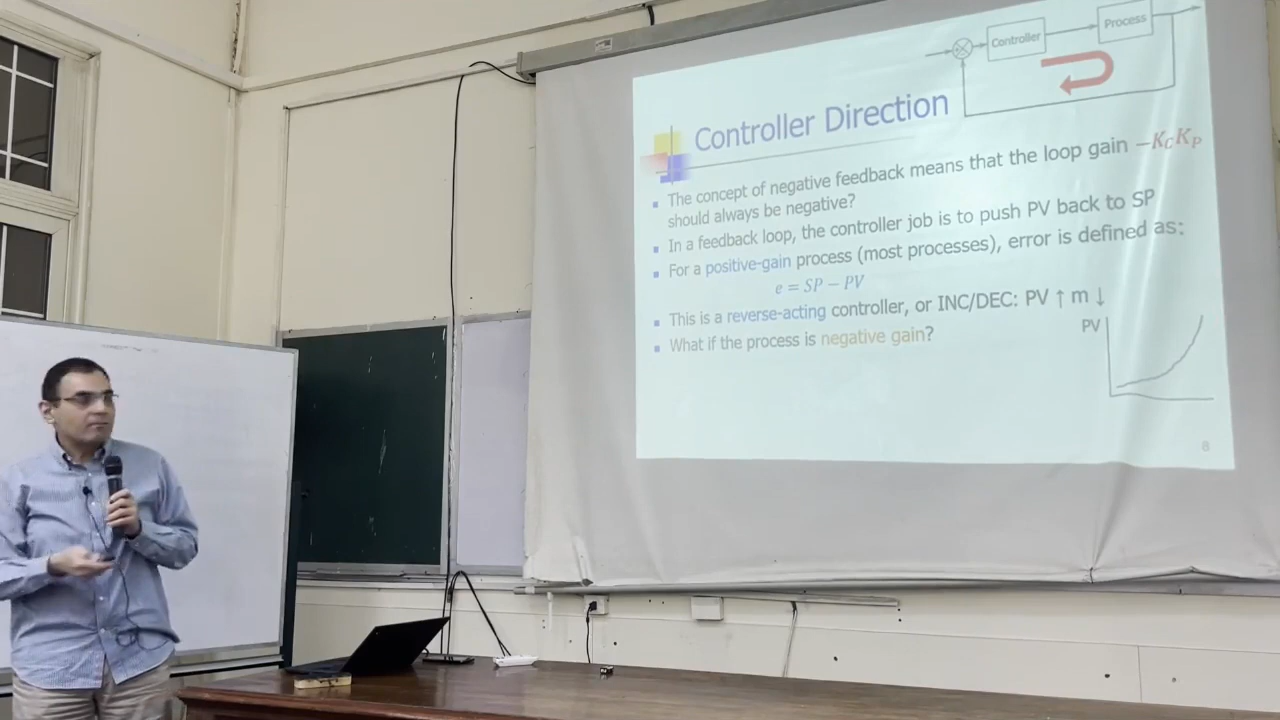 Controller
Process
Controller Direction
▪ The concept of negative feedback means that the loop gain −K_C K_P
should always be negative?
▪ In a feedback loop, the controller job is to push PV back to SP
▪ For a positive-gain process (most processes), error is defined as:
e = SP − PV
▪ This is a reverse-acting controller, or INC/DEC: PV ↑ m ↓
▪ What if the process is negative gain?
PV
8